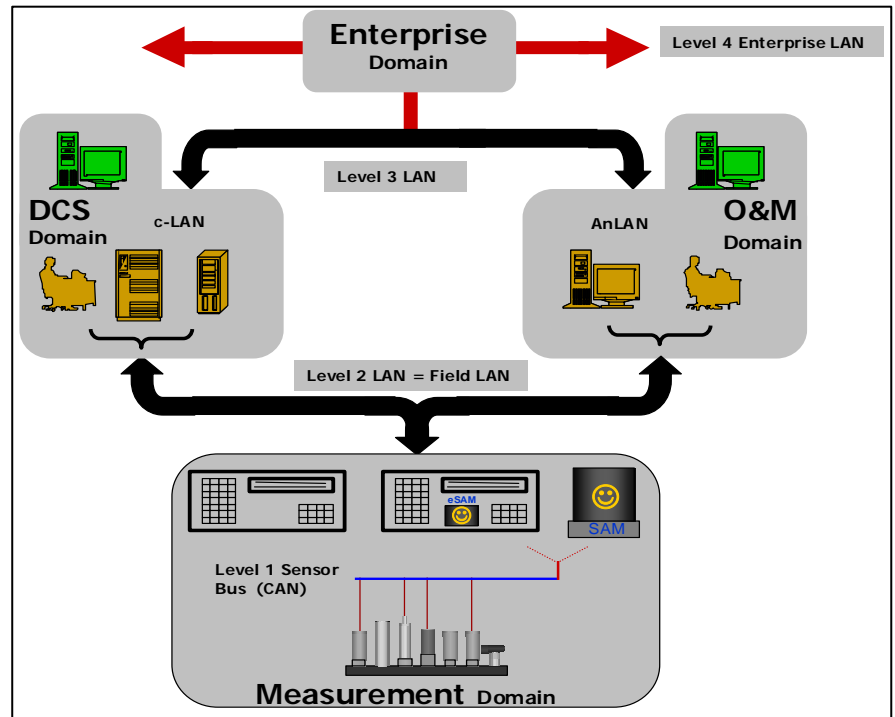 Enterprise
Domain
Level 4 Enterprise LAN
Level 3 LAN
DCS
Domain
c-LAN
AnLAN
O&M
Domain
Level 2 LAN = Field LAN
eSAM
SAM
Level 1 Sensor
Bus (CAN)
Measurement Domain